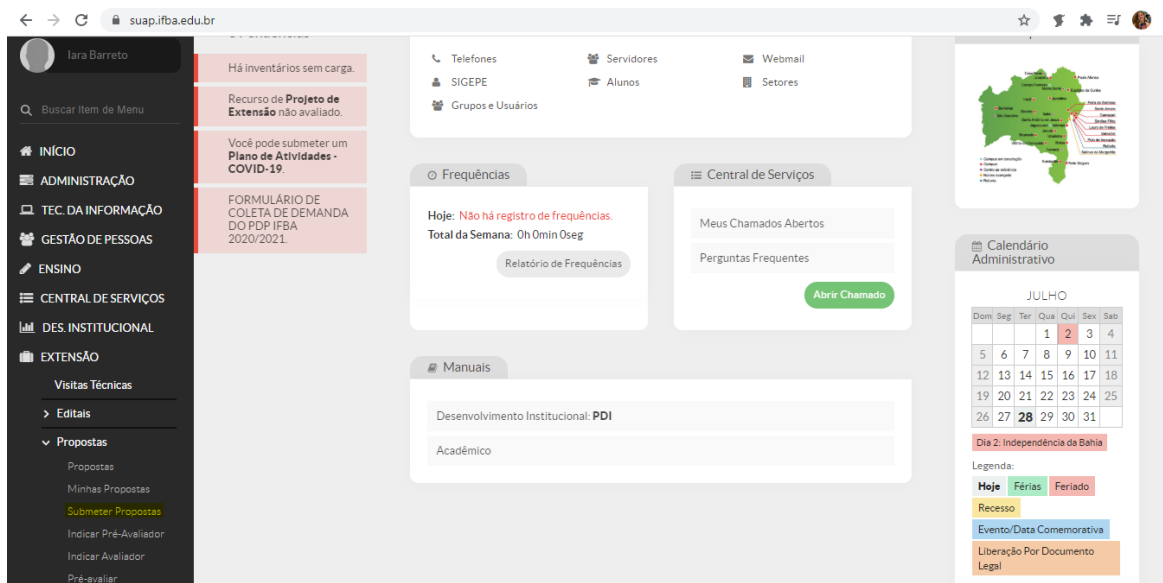 suap.ifba.edu.br
Iara Barreto
Buscar Item de Menu
INÍCIO
ADMINISTRAÇÃO
TEC. DA INFORMAÇÃO
GESTÃO DE PESSOAS
ENSINO
CENTRAL DE SERVIÇOS
DES. INSTITUCIONAL
EXTENSÃO
Visitas Técnicas
Editais
Propostas
Propostas
Minhas Propostas
Submeter Propostas
Indicar Pré-Avaliador
Indicar Avaliador
Pré-avaliar
Há inventários sem carga.
Recurso de Projeto de
Extensão não avaliado.
Você pode submeter um
Plano de Atividades -
COVID-19.
FORMULÁRIO DE
COLETA DE DEMANDA
DO PDP IFBA
2020/2021.
Telefones
Servidores
Webmail
SIGEPE
Alunos
Setores
Grupos e Usuários
Frequências
Hoje: Não há registro de frequências.
Total da Semana: 0h 0min 0seg
Relatório de Frequências
Central de Serviços
Meus Chamados Abertos
Perguntas Frequentes
Abrir Chamado
Manuais
Desenvolvimento Institucional: PDI
Acadêmico
Calendário
Administrativo
JULHO
Dom Seg Ter Qua Qui Sex Sab
1 2 3 4
5 6 7 8 9 10 11
12 13 14 15 16 17 18
19 20 21 22 23 24 25
26 27 28 29 30 31
Dia 2: Independência da Bahia
Legenda:
Hoje Férias Feriado
Recesso
Evento/Data Comemorativa
Liberação Por Documento
Legal